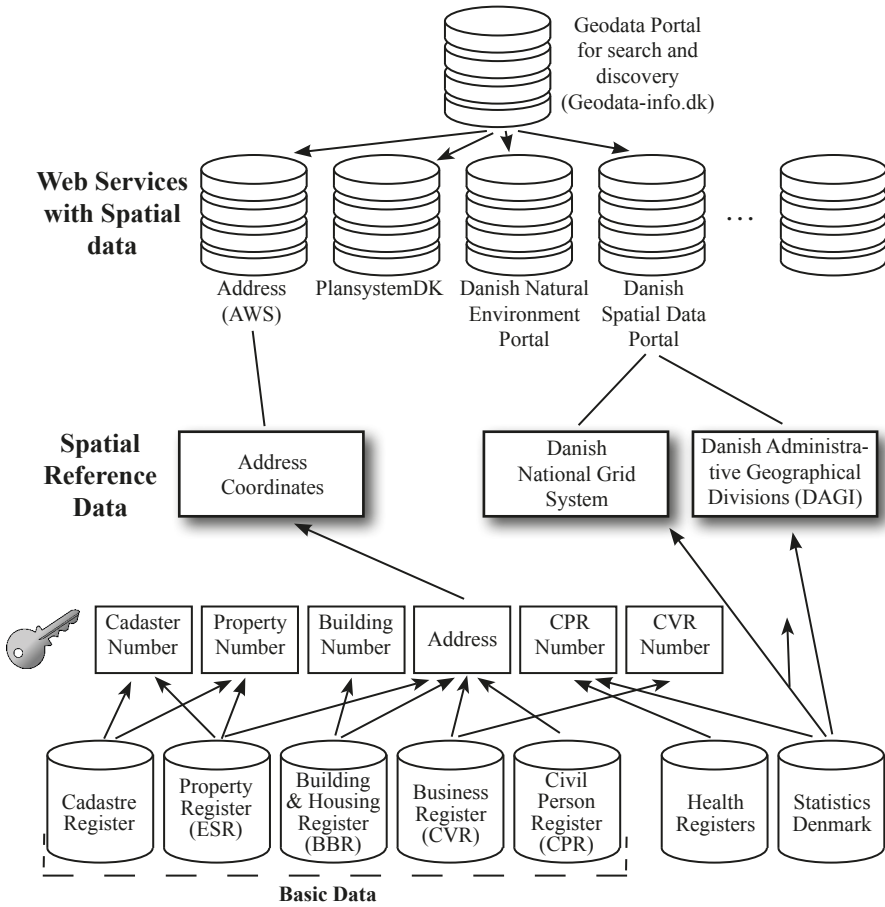 Geodata Portal
for search and
discovery
(Geodata-info.dk)
Web Services
with Spatial
data
...
Address
(AWS)
PlansystemDK
Danish Natural
Environment
Portal
Danish
Spatial Data
Portal
Spatial
Reference
Data
Address
Coordinates
Danish
National Grid
System
Danish Administra-
tive Geographical
Divisions (DAGI)
Cadaster
Number
Property
Number
Building
Number
Address
CPR
Number
CVR
Number
Cadastre
Register
Property
Register
(ESR)
Building
& Housing
Register
(BBR)
Business
Register
(CVR)
Civil
Person
Register
(CPR)
Health
Registers
Statistics
Denmark
Basic Data